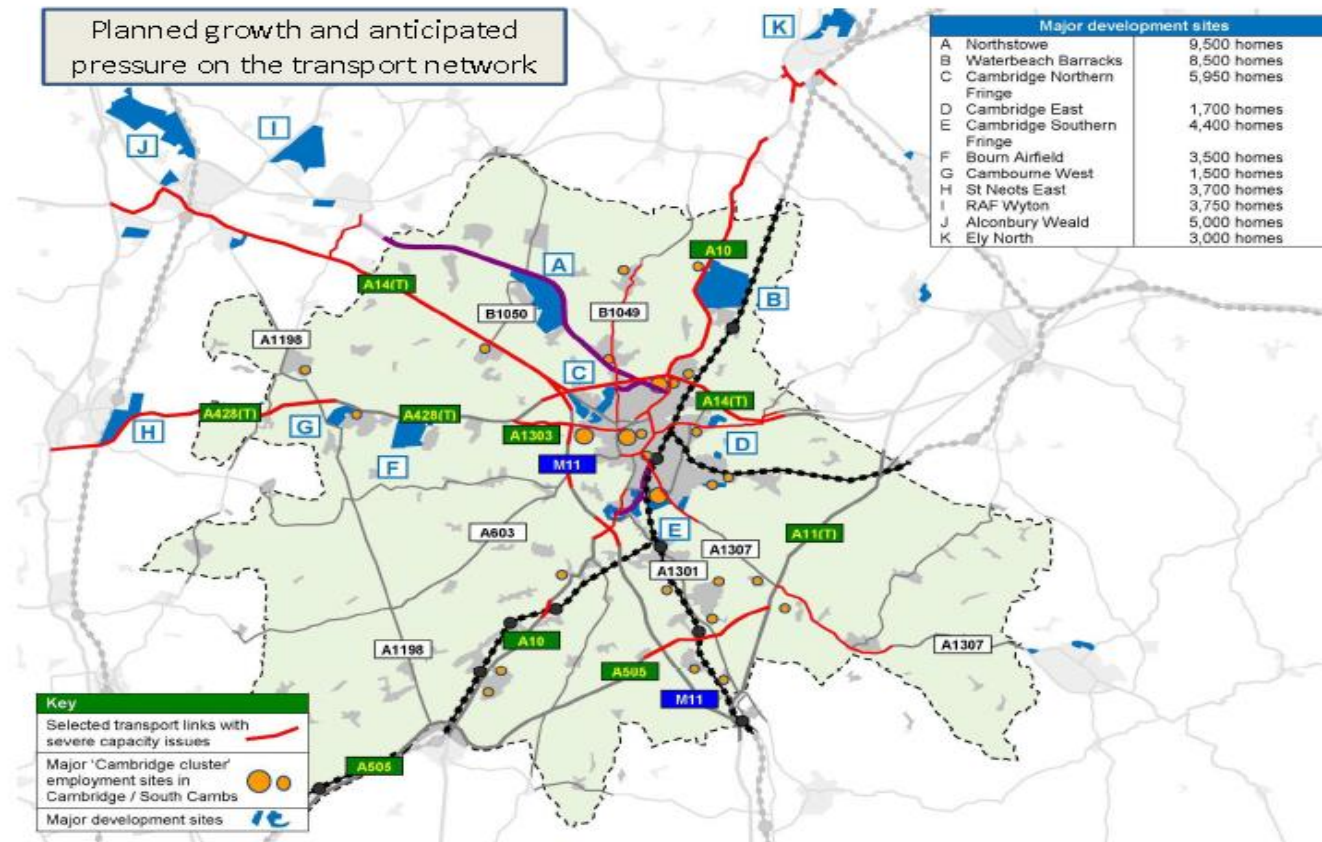 Planned growth and anticipated
pressure on the transport network
Major development sites
A Northstowe 9,500 homes
B Waterbeach Barracks 8,500 homes
C Cambridge Northern 5,950 homes
Fringe
D Cambridge East 1,700 homes
E Cambridge Southern 4,400 homes
Fringe
F Bourn Airfield 3,500 homes
G Cambourne West 1,500 homes
H St Neots East 3,700 homes
I RAF Wyton 3,750 homes
J Alconbury Weald 5,000 homes
K Ely North 3,000 homes
K
I
J
A10
A
A14(T)
B
B1050
B1049
A1198
C
A14(T)
A428(T)
A428(T)
G
H
A1303
D
F
M11
E
A603
A11(T)
A1307
A1301
A10
A1198
A1307
A505
M11
A505
Key
Selected transport links with
severe capacity issues
Major 'Cambridge cluster'
employment sites in
Cambridge / South Cambs
Major development sites